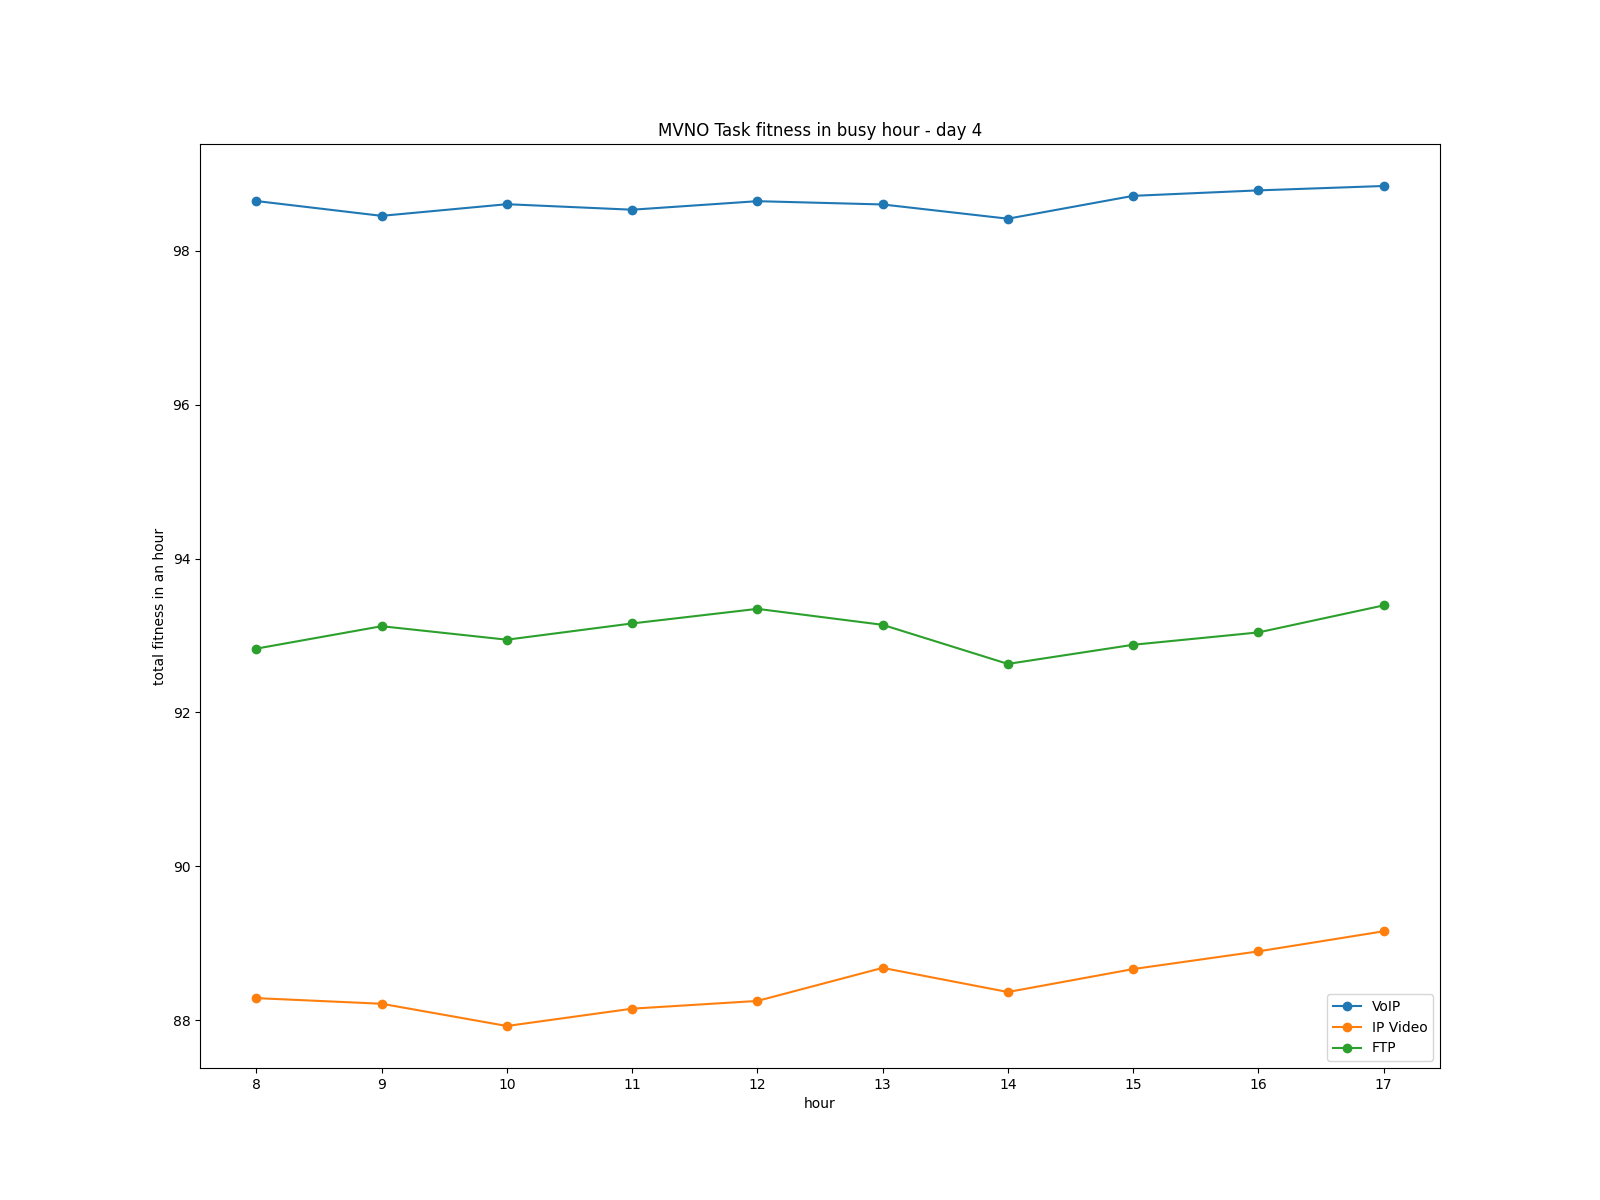 MVNO Task fitness in busy hour - day 4
total fitness in an hour
98
96
94
92
90
88
8 9 10 11 12 13 14 15 16 17
hour
VoIP
IP Video
FTP